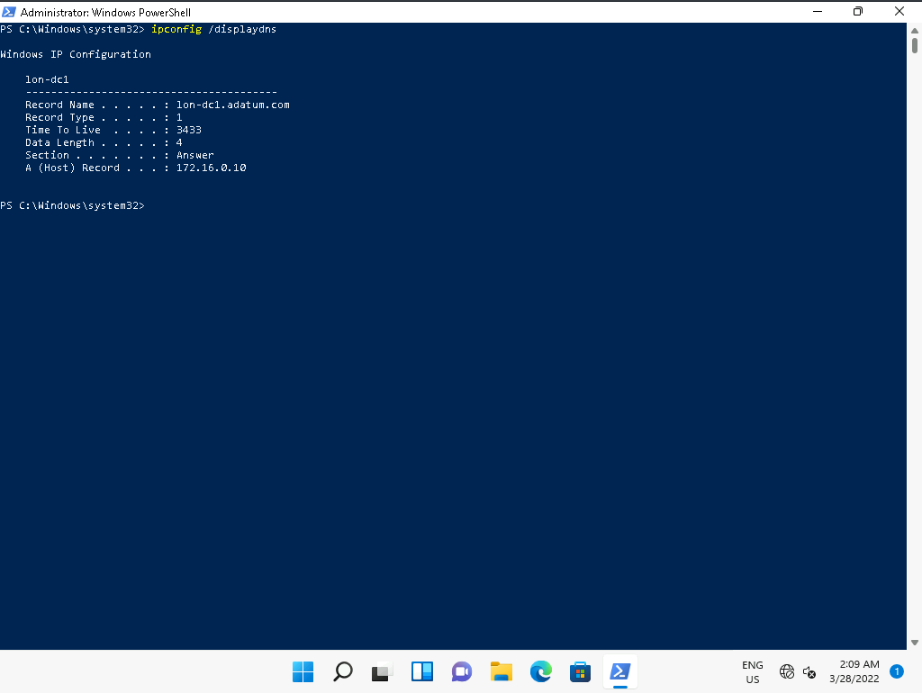 Administrator: Windows PowerShell
PS C:\Windows\system32> ipconfig /displaydns
Windows IP Configuration
lon-dc1
----------------------------------------
Record Name . . . . . : lon-dc1.adatum.com
Record Type . . . . . : 1
Time To Live  . . . . : 3433
Data Length . . . . . : 4
Section . . . . . . . : Answer
A (Host) Record . . . : 172.16.0.10
PS C:\Windows\system32>
ENG
US
2:09 AM
3/28/2022
1